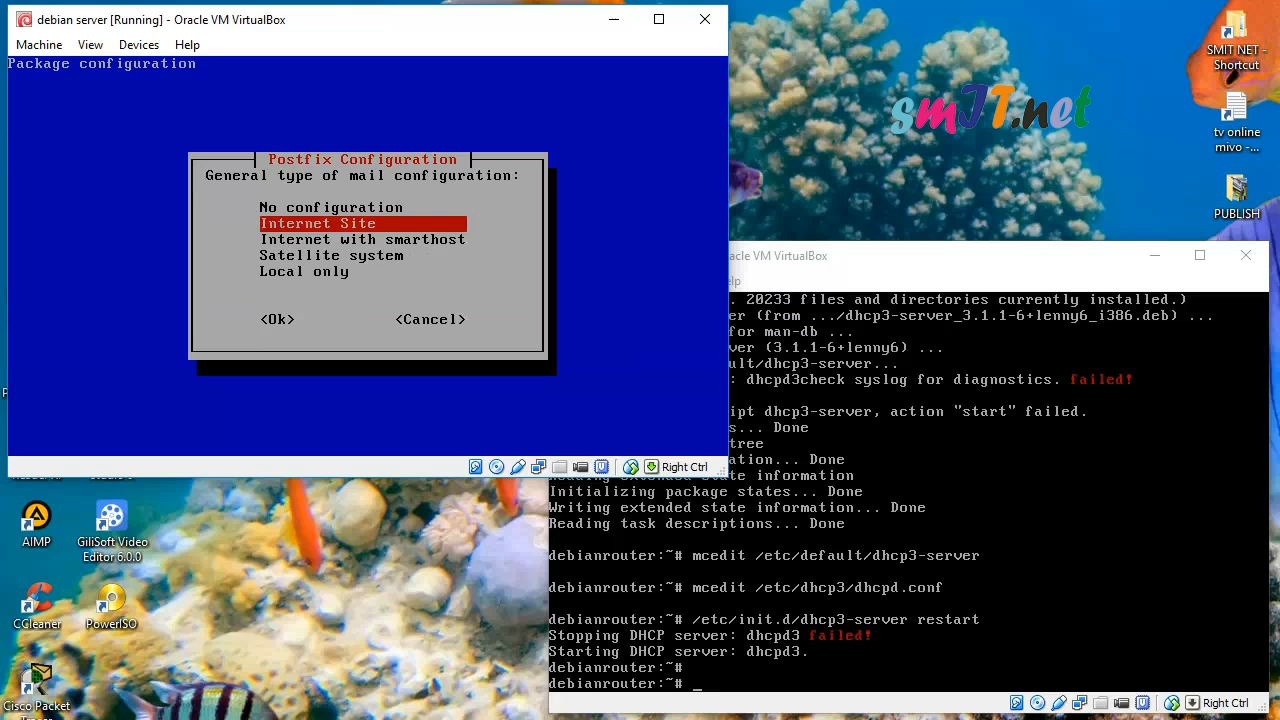 debian server [Running] - Oracle VM VirtualBox
Machine View Devices Help
Package configuration
Postfix Configuration
General type of mail configuration:
No configuration
Internet Site
Internet with smarthost
Satellite system
Local only
<Ok> <Cancel>
Right Ctrl
smIT.net
SMIT NET -
Shortcut
tv online
mivo -...
PUBLISH
acle VM VirtualBox
elp
. 20233 files and directories currently installed.)
er (from .../dhcp3-server_3.1.1-6+lenny6_i386.deb) ...
for man-db ...
ver (3.1.1-6+lenny6) ...
ult/dhcp3-server...
: dhcpd3check syslog for diagnostics. failed!
ipt dhcp3-server, action "start" failed.
s... Done
tree
ation... Done
Reading extended state information
Initializing package states... Done
Writing extended state information... Done
Reading task descriptions... Done
debianrouter:~# mcedit /etc/default/dhcp3-server
debianrouter:~# mcedit /etc/dhcp3/dhcpd.conf
debianrouter:~# /etc/init.d/dhcp3-server restart
Stopping DHCP server: dhcpd3 failed!
Starting DHCP server: dhcpd3.
debianrouter:~#
debianrouter:~# _
Right Ctrl
AIMP
GiliSoft Video
Editor 6.0.0
CCleaner
PowerISO
Cisco Packet